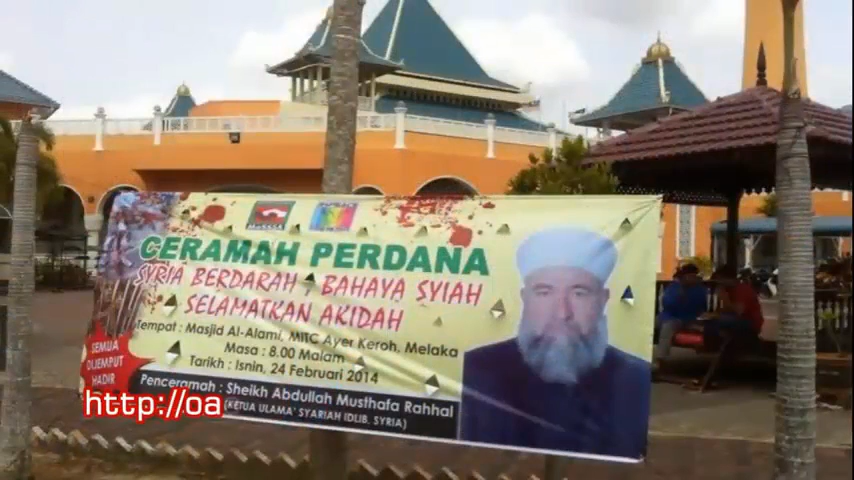 CERAMAH PERDANA
SYRIA BERDARAH, BAHAYA SYIAH
SELAMATKAN AKIDAH
Tempat : Masjid Al-Alami, MITC Ayer Keroh, Melaka
Masa : 8.00 Malam
Tarikh : Isnin, 24 Februari 2014
SEMUA
DIJEMPUT
HADIR
Penceramah : Sheikh Abdullah Musthafa Rahhal
(KETUA ULAMA' SYARIAH IDLIB, SYRIA)
http://oa